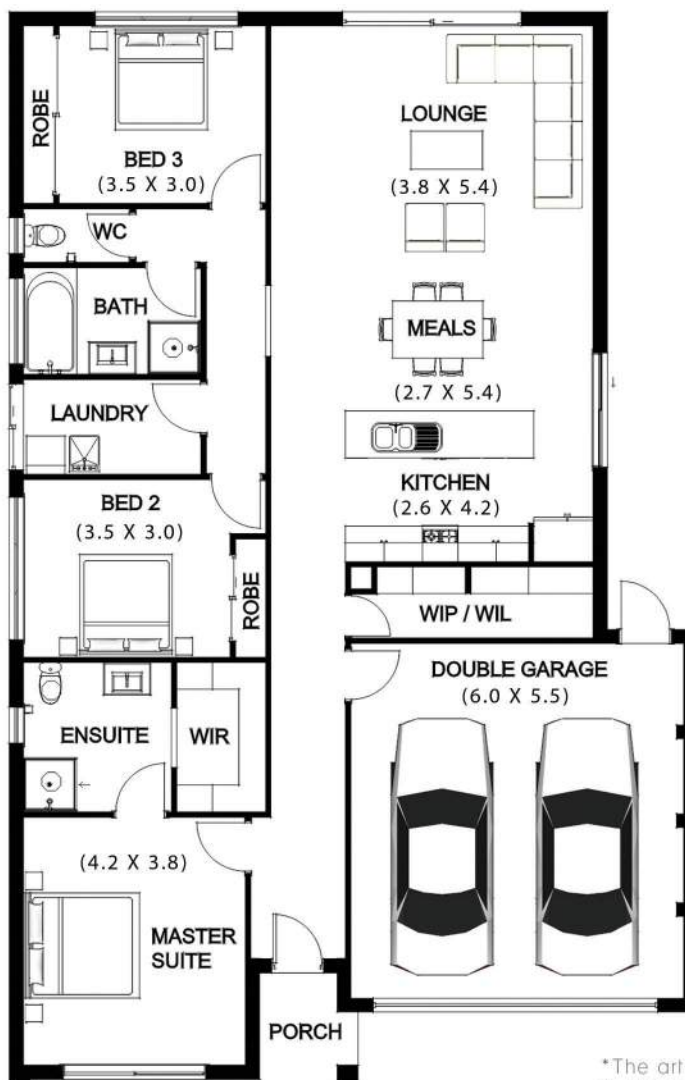 ROBE
BED 3
(3.5 X 3.0)
LOUNGE
(3.8 X 5.4)
WC
BATH
MEALS
(2.7 X 5.4)
LAUNDRY
KITCHEN
(2.6 X 4.2)
BED 2
(3.5 X 3.0)
ROBE
WIP / WIL
DOUBLE GARAGE
(6.0 X 5.5)
ENSUITE
WIR
(4.2 X 3.8)
MASTER
SUITE
PORCH
*The art